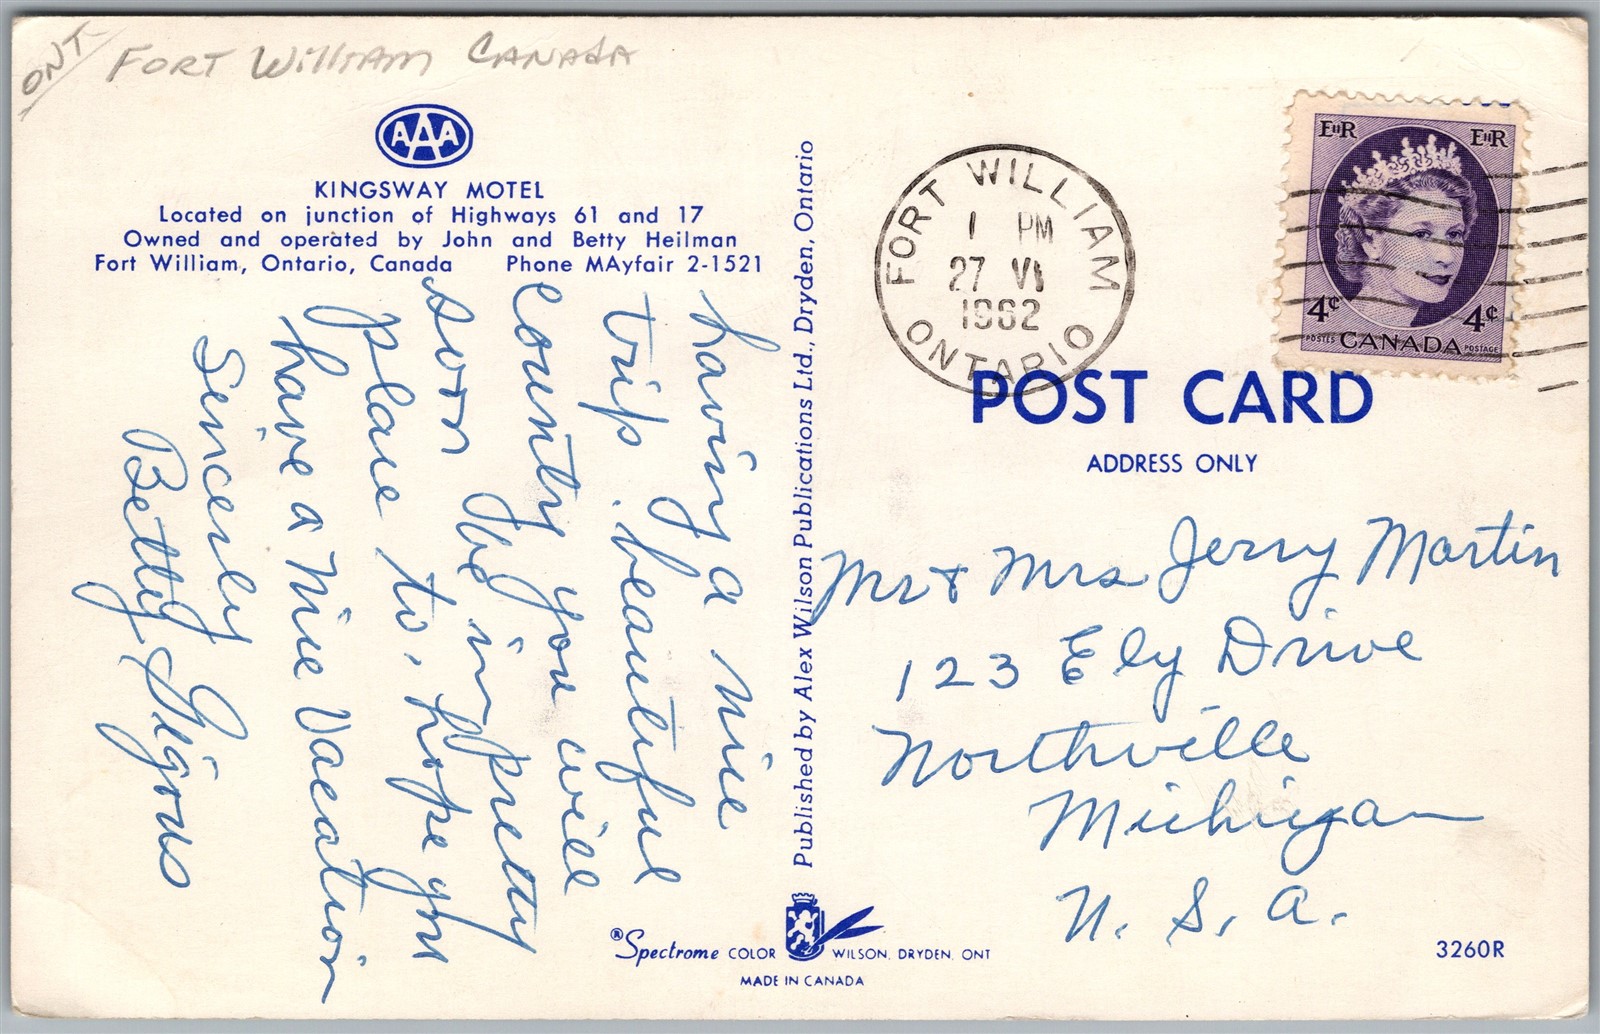 ONT
FORT WILLIAM CANADA
AAA
KINGSWAY MOTEL
Located on junction of Highways 61 and 17
Owned and operated by John and Betty Heilman
Fort William, Ontario, Canada Phone MAyfair 2-1521
having a nice
trip. beautiful
country you will
soon be in pretty
place to, hope you
have a nice vacation
Sincerly
Betty
Published by Alex Wilson Publications Ltd., Dryden, Ontario
FORT WILLIAM
1 PM
27 VI
1962
ONTARIO
EIIR EIIR
4¢ 4¢
POSTES CANADA POSTAGE
POST CARD
ADDRESS ONLY
Mr & Mrs Jerry Martin
123 Ely Drive
Northville
Michigan
U. S. A.
®Spectrome COLOR WILSON, DRYDEN, ONT
MADE IN CANADA
3260R